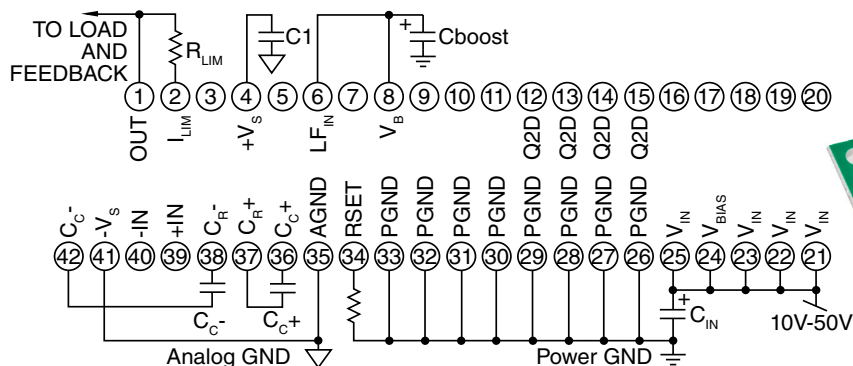 TO LOAD
AND
FEEDBACK
R_LIM
C1
+
Cboost
1 2 3 4 5 6 7 8 9 10 11 12 13 14 15 16 17 18 19 20
OUT I_LIM +V_S LF_IN V_B Q2D Q2D Q2D Q2D
C_C- -V_S -IN +IN C_R- C_R+ C_C+ AGND RSET PGND PGND PGND PGND PGND PGND PGND PGND V_IN V_BIAS V_IN V_IN V_IN
42 41 40 39 38 37 36 35 34 33 32 31 30 29 28 27 26 25 24 23 22 21
C_C- C_C+
+
C_IN
10V-50V
Analog GND Power GND